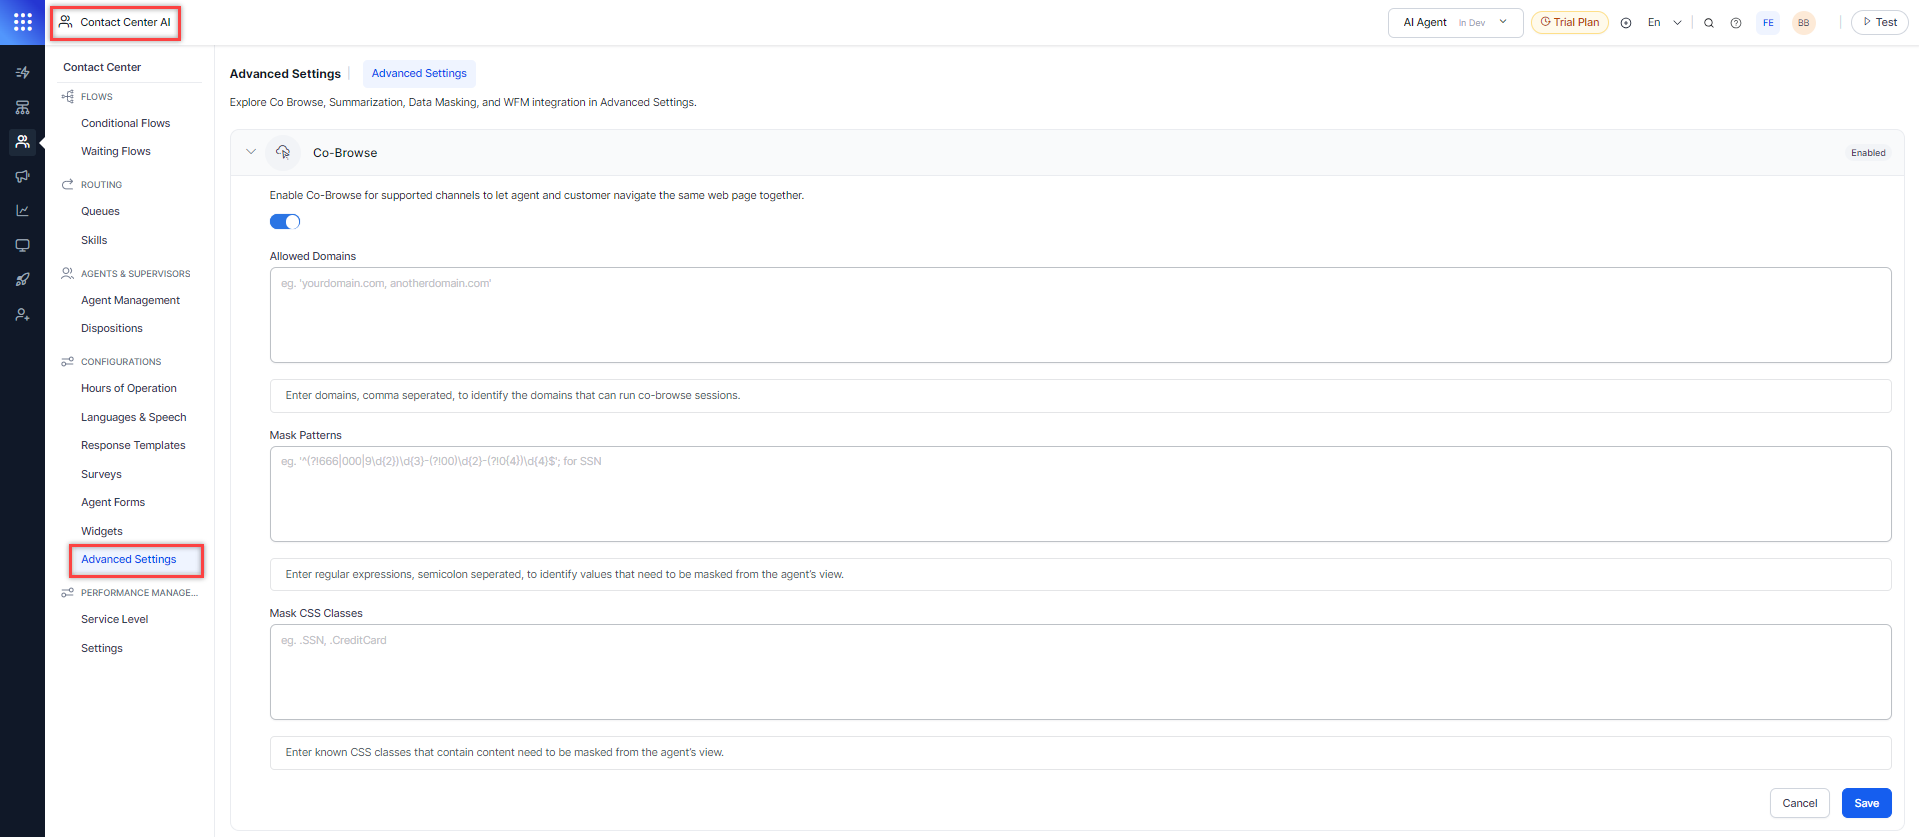 Contact Center AI
AI Agent In Dev
Trial Plan
En
FE
BB
Test
Contact Center
FLOWS
Conditional Flows
Waiting Flows
ROUTING
Queues
Skills
AGENTS & SUPERVISORS
Agent Management
Dispositions
CONFIGURATIONS
Hours of Operation
Languages & Speech
Response Templates
Surveys
Agent Forms
Widgets
Advanced Settings
PERFORMANCE MANAGE...
Service Level
Settings
Advanced Settings
Advanced Settings
Explore Co Browse, Summarization, Data Masking, and WFM integration in Advanced Settings.
Co-Browse
Enabled
Enable Co-Browse for supported channels to let agent and customer navigate the same web page together.
Allowed Domains
eg. 'yourdomain.com, anotherdomain.com'
Enter domains, comma seperated, to identify the domains that can run co-browse sessions.
Mask Patterns
eg. '^(?!666|000|9\d{2})\d{3}-(?!00)\d{2}-(?!0{4})\d{4}$'; for SSN
Enter regular expressions, semicolon seperated, to identify values that need to be masked from the agent's view.
Mask CSS Classes
eg. .SSN, .CreditCard
Enter known CSS classes that contain content need to be masked from the agent's view.
Cancel
Save